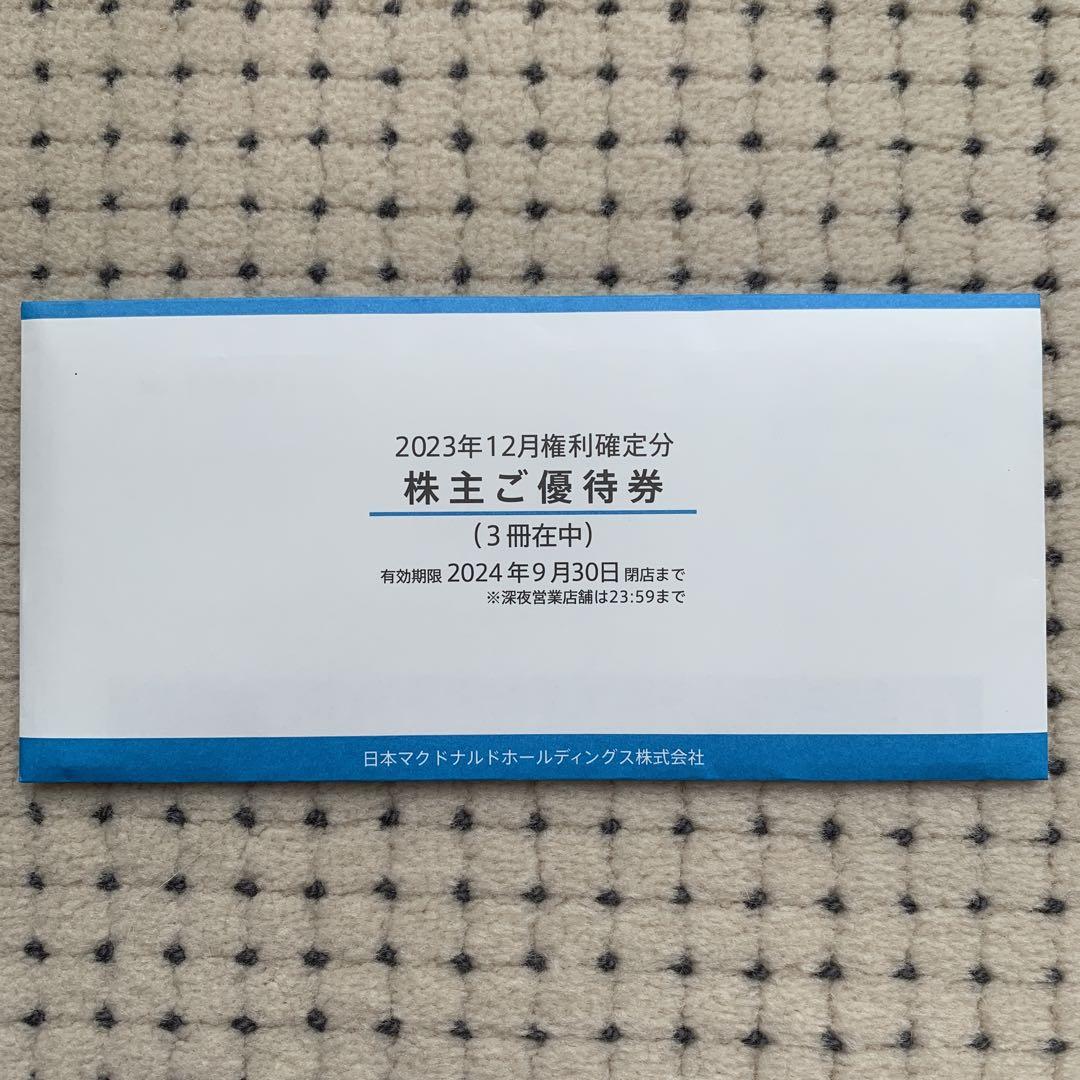 2023年12月権利確定分
株主ご優待券
(3冊在中)
有効期限 2024年9月30日 閉店まで
※深夜営業店舗は23:59まで
日本マクドナルドホールディングス株式会社